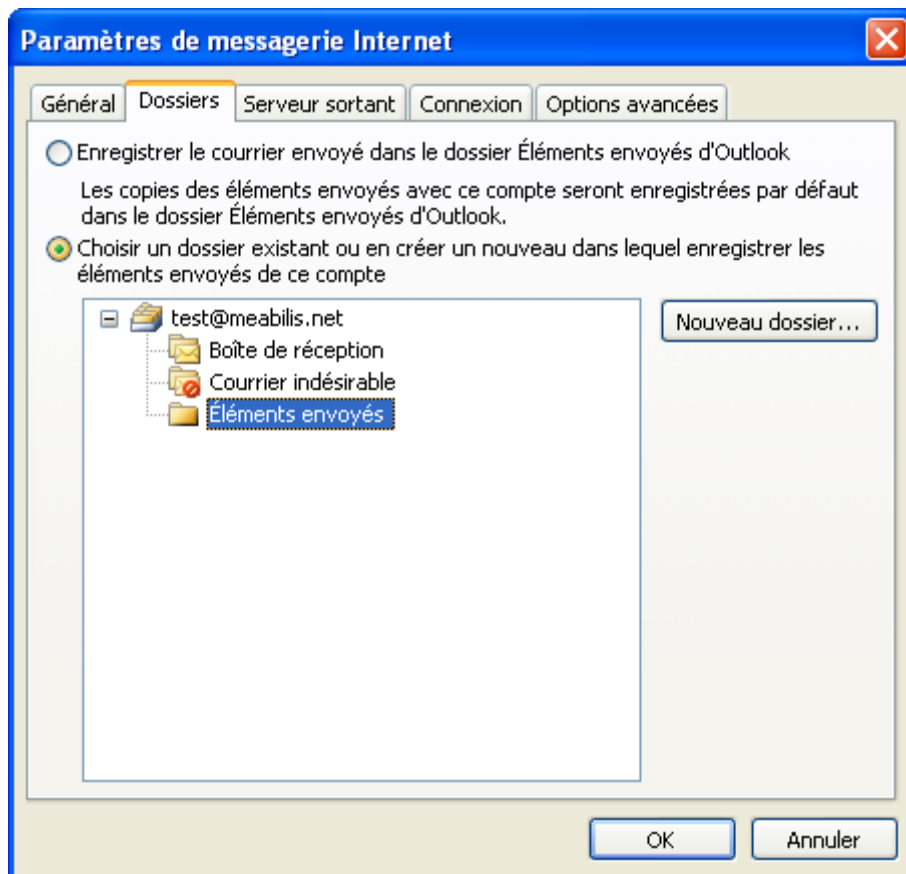 Paramètres de messagerie Internet
Général Dossiers Serveur sortant Connexion Options avancées
Enregistrer le courrier envoyé dans le dossier Éléments envoyés d'Outlook
Les copies des éléments envoyés avec ce compte seront enregistrées par défaut
dans le dossier Éléments envoyés d'Outlook.
Choisir un dossier existant ou en créer un nouveau dans lequel enregistrer les
éléments envoyés de ce compte
test@meabilis.net
Nouveau dossier...
Boîte de réception
Courrier indésirable
Éléments envoyés
OK Annuler